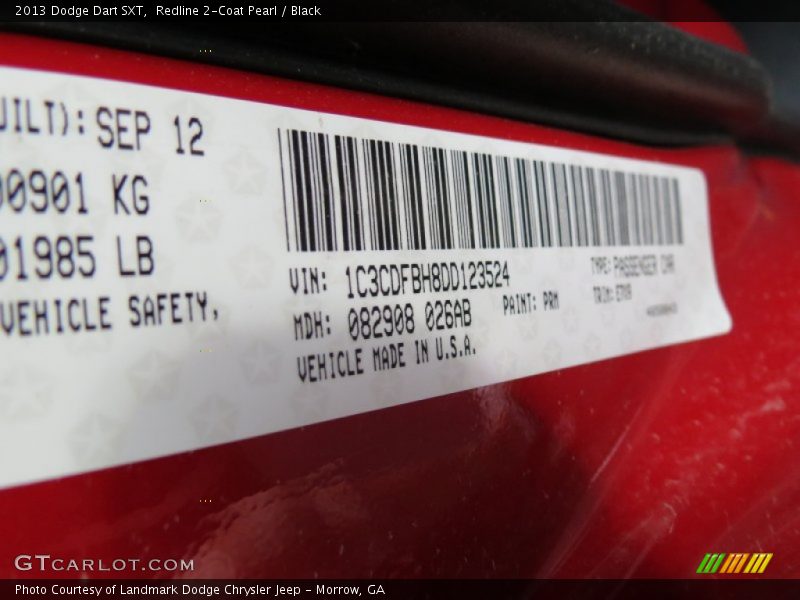 2013 Dodge Dart SXT, Redline 2-Coat Pearl / Black
UILT): SEP 12
00901 KG
01985 LB
VEHICLE SAFETY,
VIN: 1C3CDFBH8DD123524
TYPE: PASSENGER CAR
MDH: 082908 026AB
PAINT: PRM
TRIM:
VEHICLE MADE IN U.S.A.
GTCARLOT.COM
Photo Courtesy of Landmark Dodge Chrysler Jeep - Morrow, GA